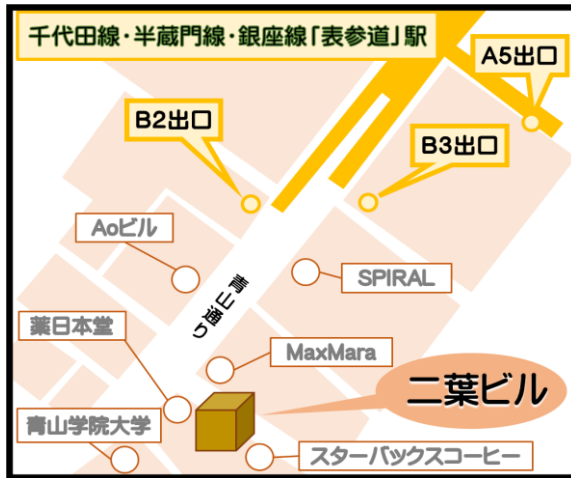 千代田線・半蔵門線・銀座線「表参道」駅
A5出口
B2出口
B3出口
Aoビル
青山通り
SPIRAL
薬日本堂
MaxMara
二葉ビル
青山学院大学
スターバックスコーヒー